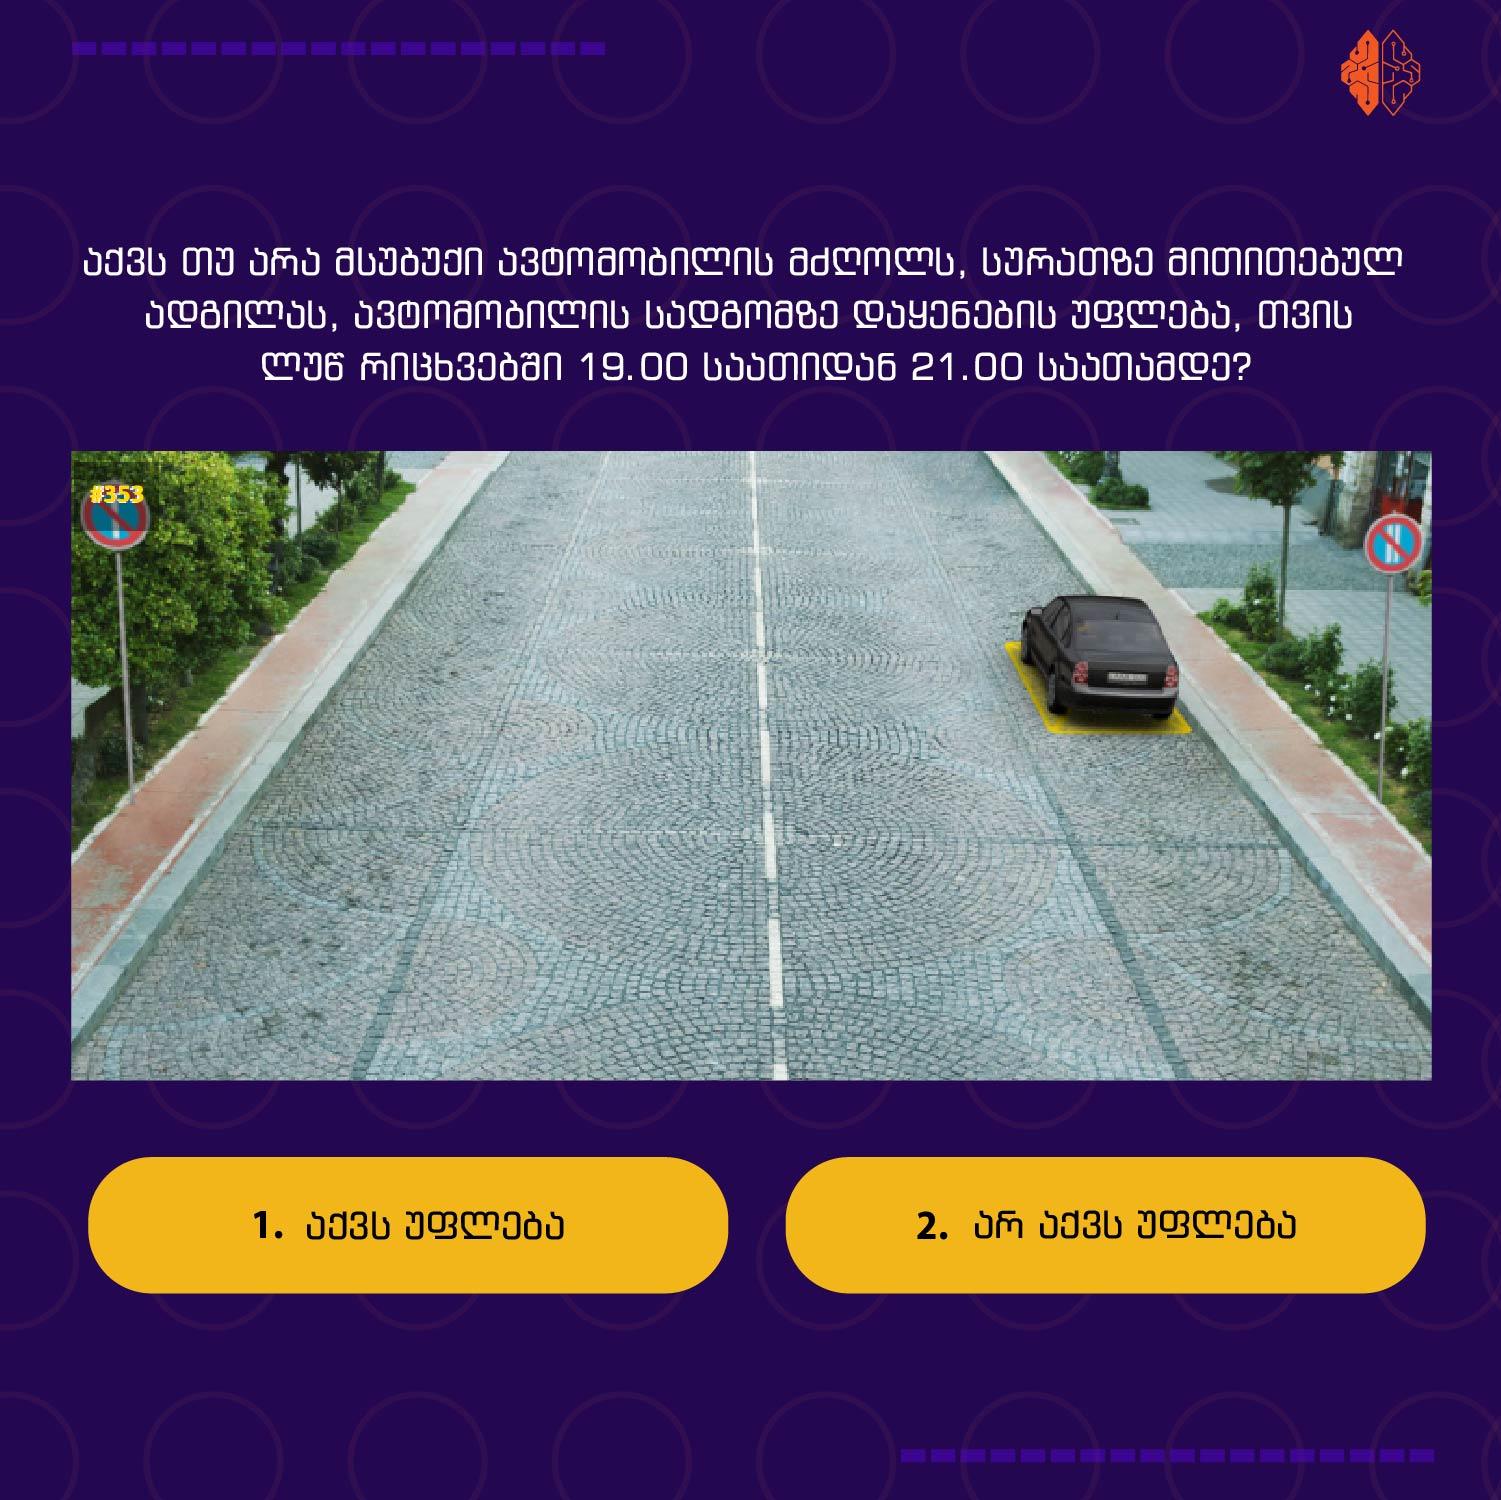 აქვს თუ არა მსუბუქი ავტომობილის მძღოლს, სურათზე მითითებულ
ადგილას, ავტომობილის სადგომზე დაყენების უფლება, თვის
ლუწ რიცხვებში 19.00 საათიდან 21.00 საათამდე?
#353
1. აქვს უფლება
2. არ აქვს უფლება